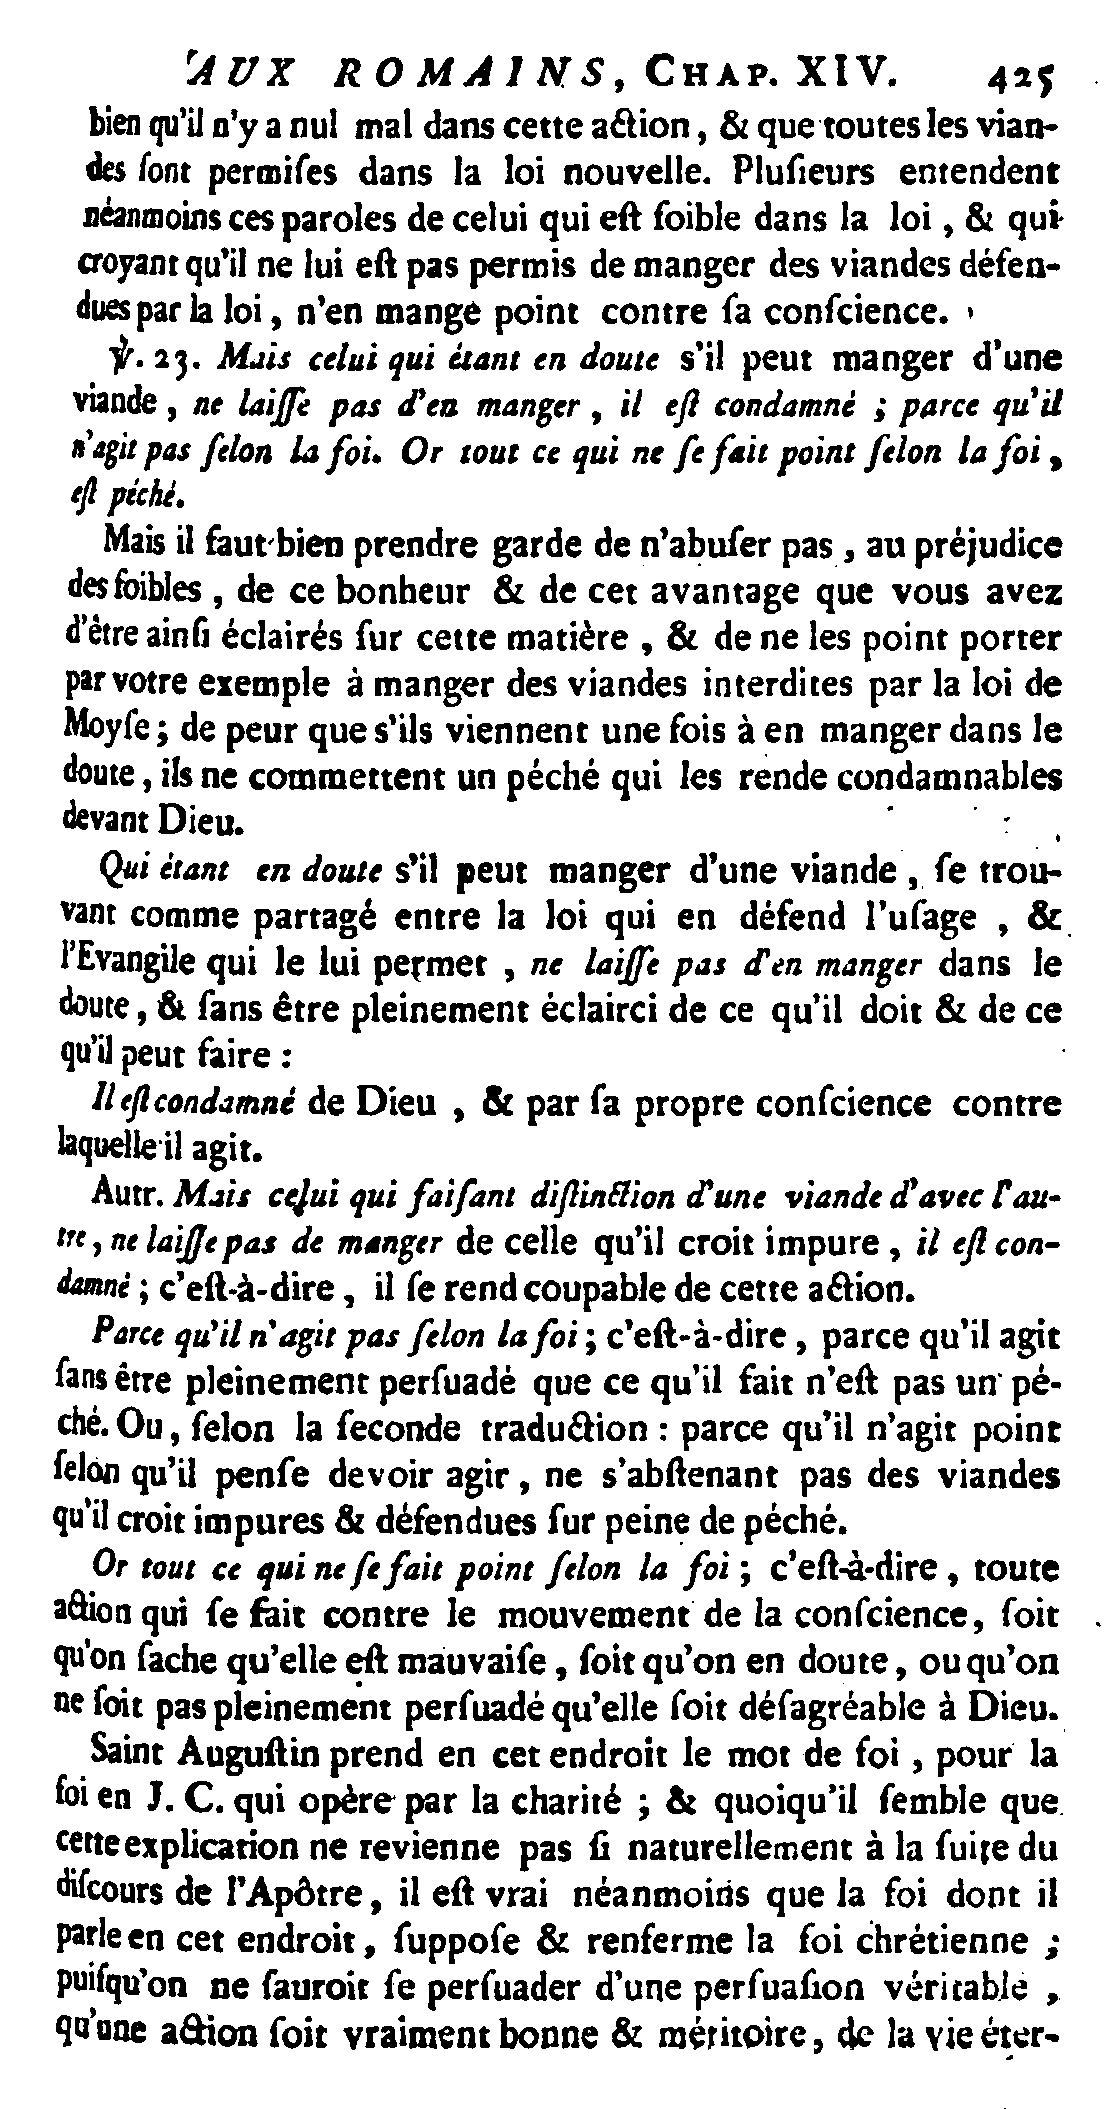 AUX ROMAINS, CHAP. XIV. 425
bien qu'il n'y a nul mal dans cette action, & que toutes les vian-
des ſont permiſes dans la loi nouvelle. Pluſieurs entendent
néanmoins ces paroles de celui qui eſt foible dans la loi, & qui
croyant qu'il ne lui eſt pas permis de manger des viandes défen-
dues par la loi, n'en mange point contre ſa conſcience.
℣. 23. Mais celui qui étant en doute s'il peut manger d'une
viande, ne laiſſe pas d'en manger, il eſt condamné ; parce qu'il
n'agit pas ſelon la foi. Or tout ce qui ne ſe fait point ſelon la foi,
eſt péché.
Mais il faut bien prendre garde de n'abuſer pas, au préjudice
des foibles, de ce bonheur & de cet avantage que vous avez
d'être ainſi éclairés ſur cette matière, & de ne les point porter
par votre exemple à manger des viandes interdites par la loi de
Moyſe ; de peur que s'ils viennent une fois à en manger dans le
doute, ils ne commettent un péché qui les rende condamnables
devant Dieu.
Qui étant en doute s'il peut manger d'une viande, ſe trou-
vant comme partagé entre la loi qui en défend l'uſage, &
l'Evangile qui le lui permet, ne laiſſe pas d'en manger dans le
doute, & ſans être pleinement éclairci de ce qu'il doit & de ce
qu'il peut faire :
Il eſt condamné de Dieu, & par ſa propre conſcience contre
laquelle il agit.
Autr. Mais celui qui faiſant diſtinction d'une viande d'avec l'au-
tre, ne laiſſe pas de manger de celle qu'il croit impure, il eſt con-
damné ; c'eſt-à-dire, il ſe rend coupable de cette action.
Parce qu'il n'agit pas ſelon la foi ; c'eſt-à-dire, parce qu'il agit
ſans être pleinement perſuadé que ce qu'il fait n'eſt pas un pé-
ché. Ou, ſelon la ſeconde traduction : parce qu'il n'agit point
ſelon qu'il penſe devoir agir, ne s'abſtenant pas des viandes
qu'il croit impures & défendues ſur peine de péché.
Or tout ce qui ne ſe fait point ſelon la foi ; c'eſt-à-dire, toute
action qui ſe fait contre le mouvement de la conſcience, ſoit
qu'on ſache qu'elle eſt mauvaiſe, ſoit qu'on en doute, ou qu'on
ne ſoit pas pleinement perſuadé qu'elle ſoit déſagréable à Dieu.
Saint Auguſtin prend en cet endroit le mot de foi, pour la
foi en J. C. qui opère par la charité ; & quoiqu'il ſemble que
cette explication ne revienne pas ſi naturellement à la ſuite du
diſcours de l'Apôtre, il eſt vrai néanmoins que la foi dont il
parle en cet endroit, ſuppoſe & renferme la foi chrétienne ;
puiſqu'on ne ſauroit ſe perſuader d'une perſuaſion véritable,
qu'une action ſoit vraiment bonne & méritoire, de la vie éter-